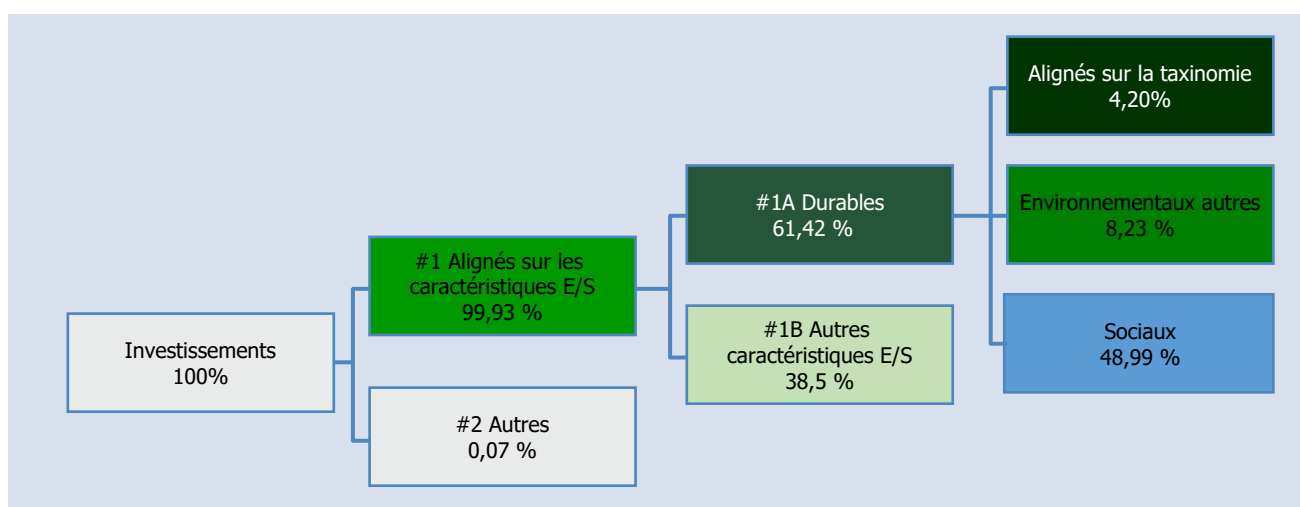 Investissements
100%
#1 Alignés sur les
caractéristiques E/S
99,93 %
#2 Autres
0,07 %
#1A Durables
61,42 %
#1B Autres
caractéristiques E/S
38,5 %
Alignés sur la taxinomie
4,20%
Environnementaux autres
8,23 %
Sociaux
48,99 %